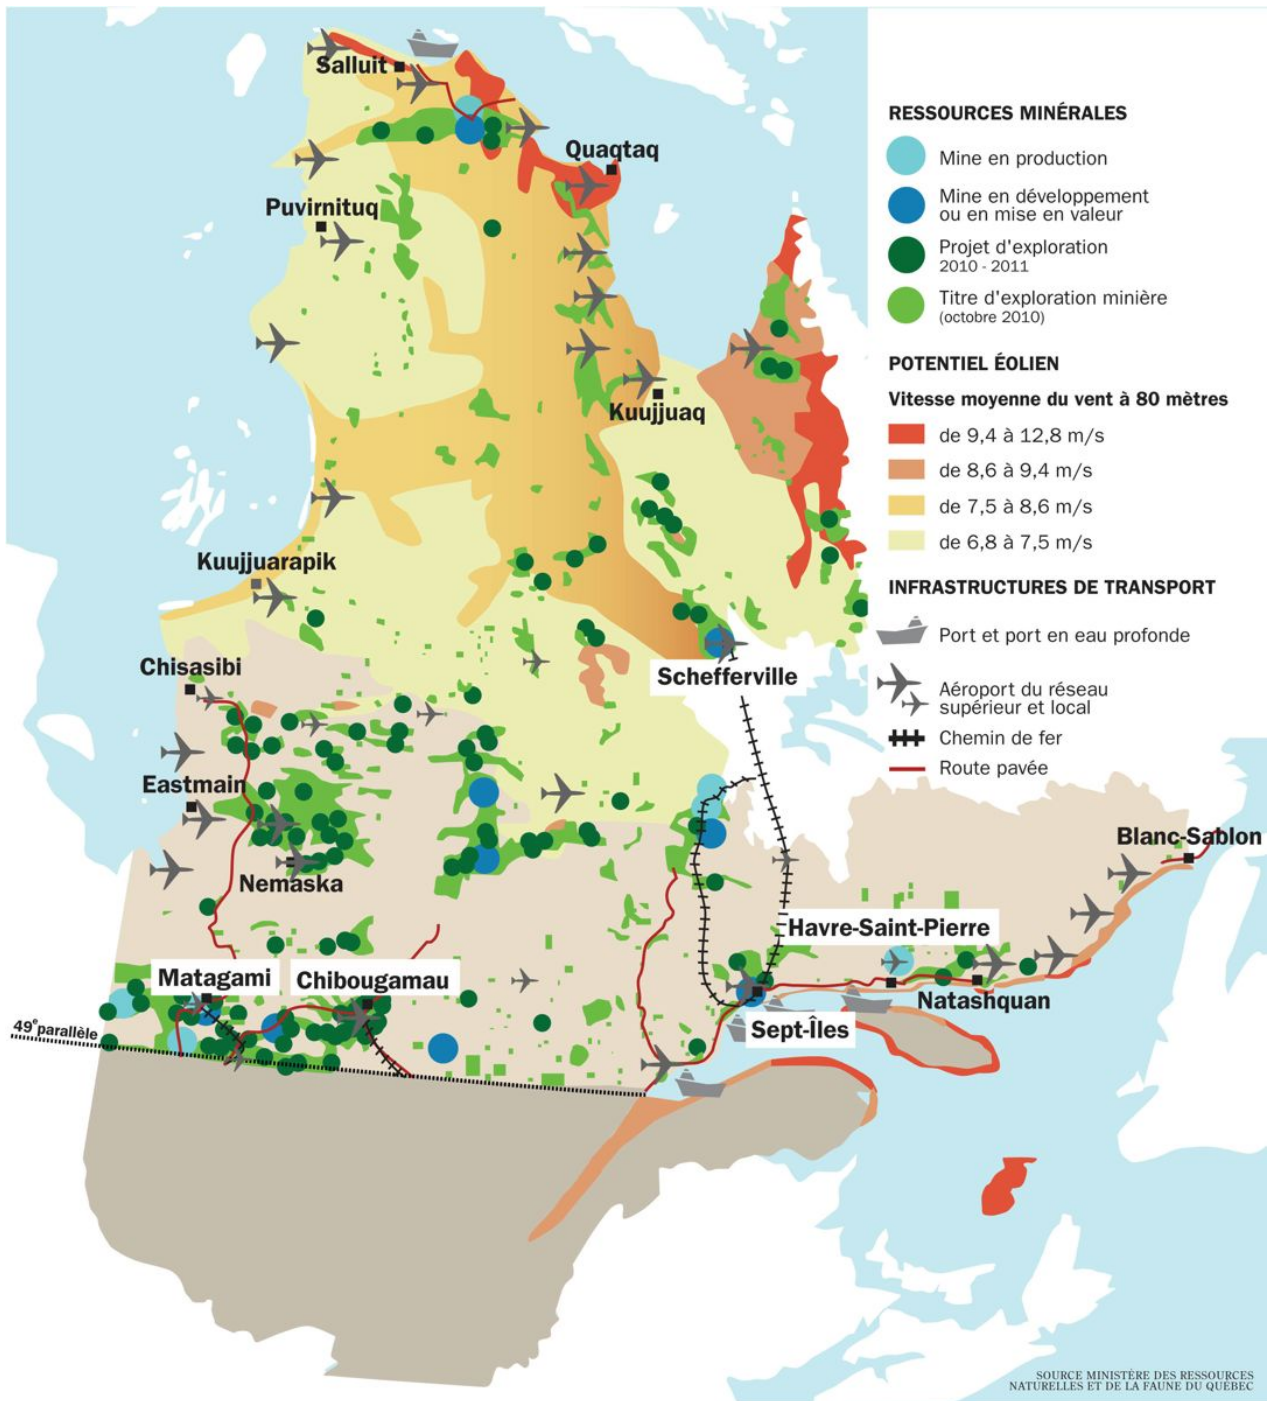 Salluit
Quaqtaq
Puvirnituq
Kuujjuaq
Kuujjuarapik
Chisasibi
Schefferville
Eastmain
Nemaska
Blanc-Sablon
Havre-Saint-Pierre
Matagami
Chibougamau
Natashquan
Sept-Îles
49e parallèle
RESSOURCES MINÉRALES
Mine en production
Mine en développement
ou en mise en valeur
Projet d'exploration
2010 - 2011
Titre d'exploration minière
(octobre 2010)
POTENTIEL ÉOLIEN
Vitesse moyenne du vent à 80 mètres
de 9,4 à 12,8 m/s
de 8,6 à 9,4 m/s
de 7,5 à 8,6 m/s
de 6,8 à 7,5 m/s
INFRASTRUCTURES DE TRANSPORT
Port et port en eau profonde
Aéroport du réseau
supérieur et local
Chemin de fer
Route pavée
SOURCE MINISTÈRE DES RESSOURCES
NATURELLES ET DE LA FAUNE DU QUÉBEC